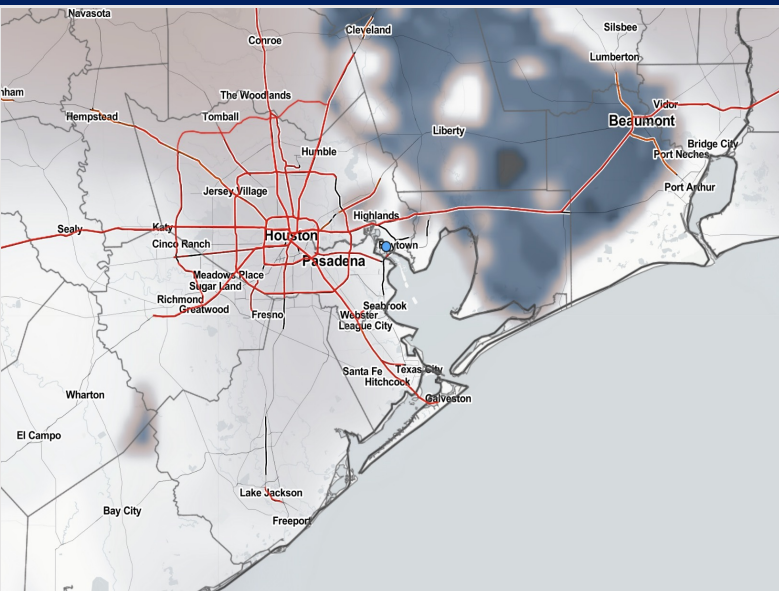 Navasota
Silsbee
Cleveland
Conroe
Lumberton
The Woodlands
nham
Hempstead
Tomball
Vidor
Beaumont
Liberty
Humble
Bridge City
Port Neches
Jersey Village
Port Arthur
Highlands
Sealy
Katy
Houston
Cinco Ranch
Baytown
Pasadena
Meadows Place
Sugar Land
Richmond
Greatwood
Fresno
Seabrook
Webster
League City
Santa Fe
Texas City
Hitchcock
Wharton
Galveston
El Campo
Lake Jackson
Bay City
Freeport